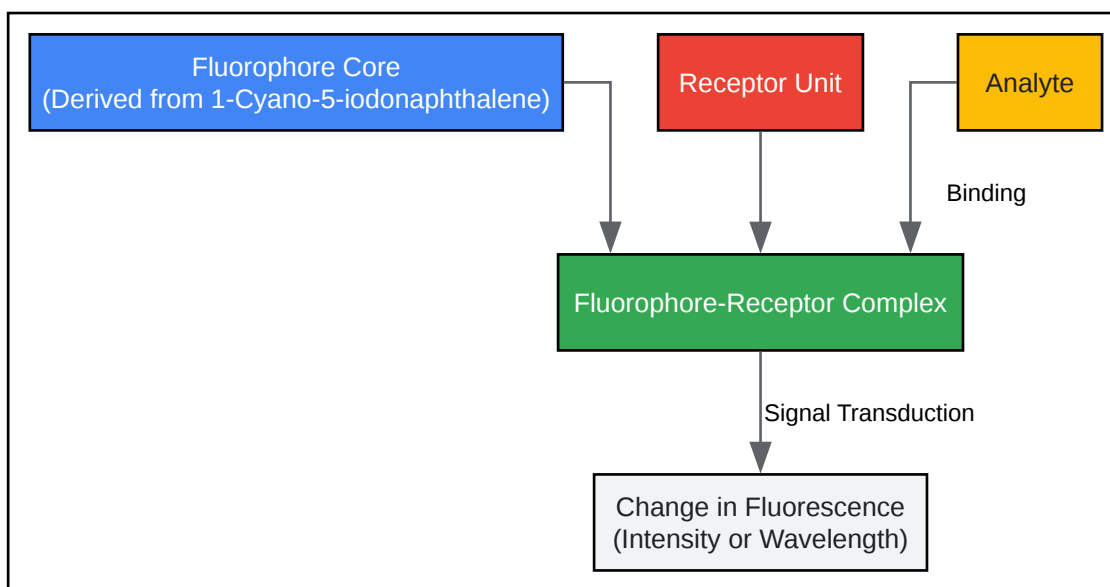 Fluorophore Core
(Derived from 1-Cyano-5-iodonaphthalene)
Receptor Unit
Analyte
Binding
Fluorophore-Receptor Complex
Signal Transduction
Change in Fluorescence
(Intensity or Wavelength)